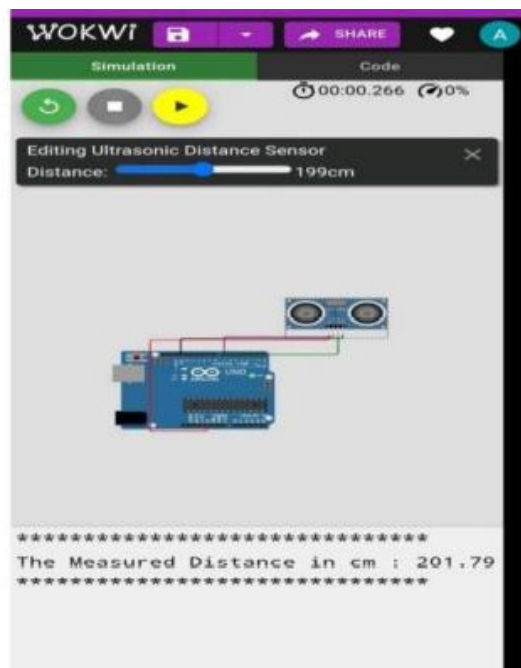 WOKWI SHARE A
Simulation Code
00:00.266 0%
Editing Ultrasonic Distance Sensor
Distance: 199cm
UNO
*******************************
The Measured Distance in cm : 201.79
*******************************